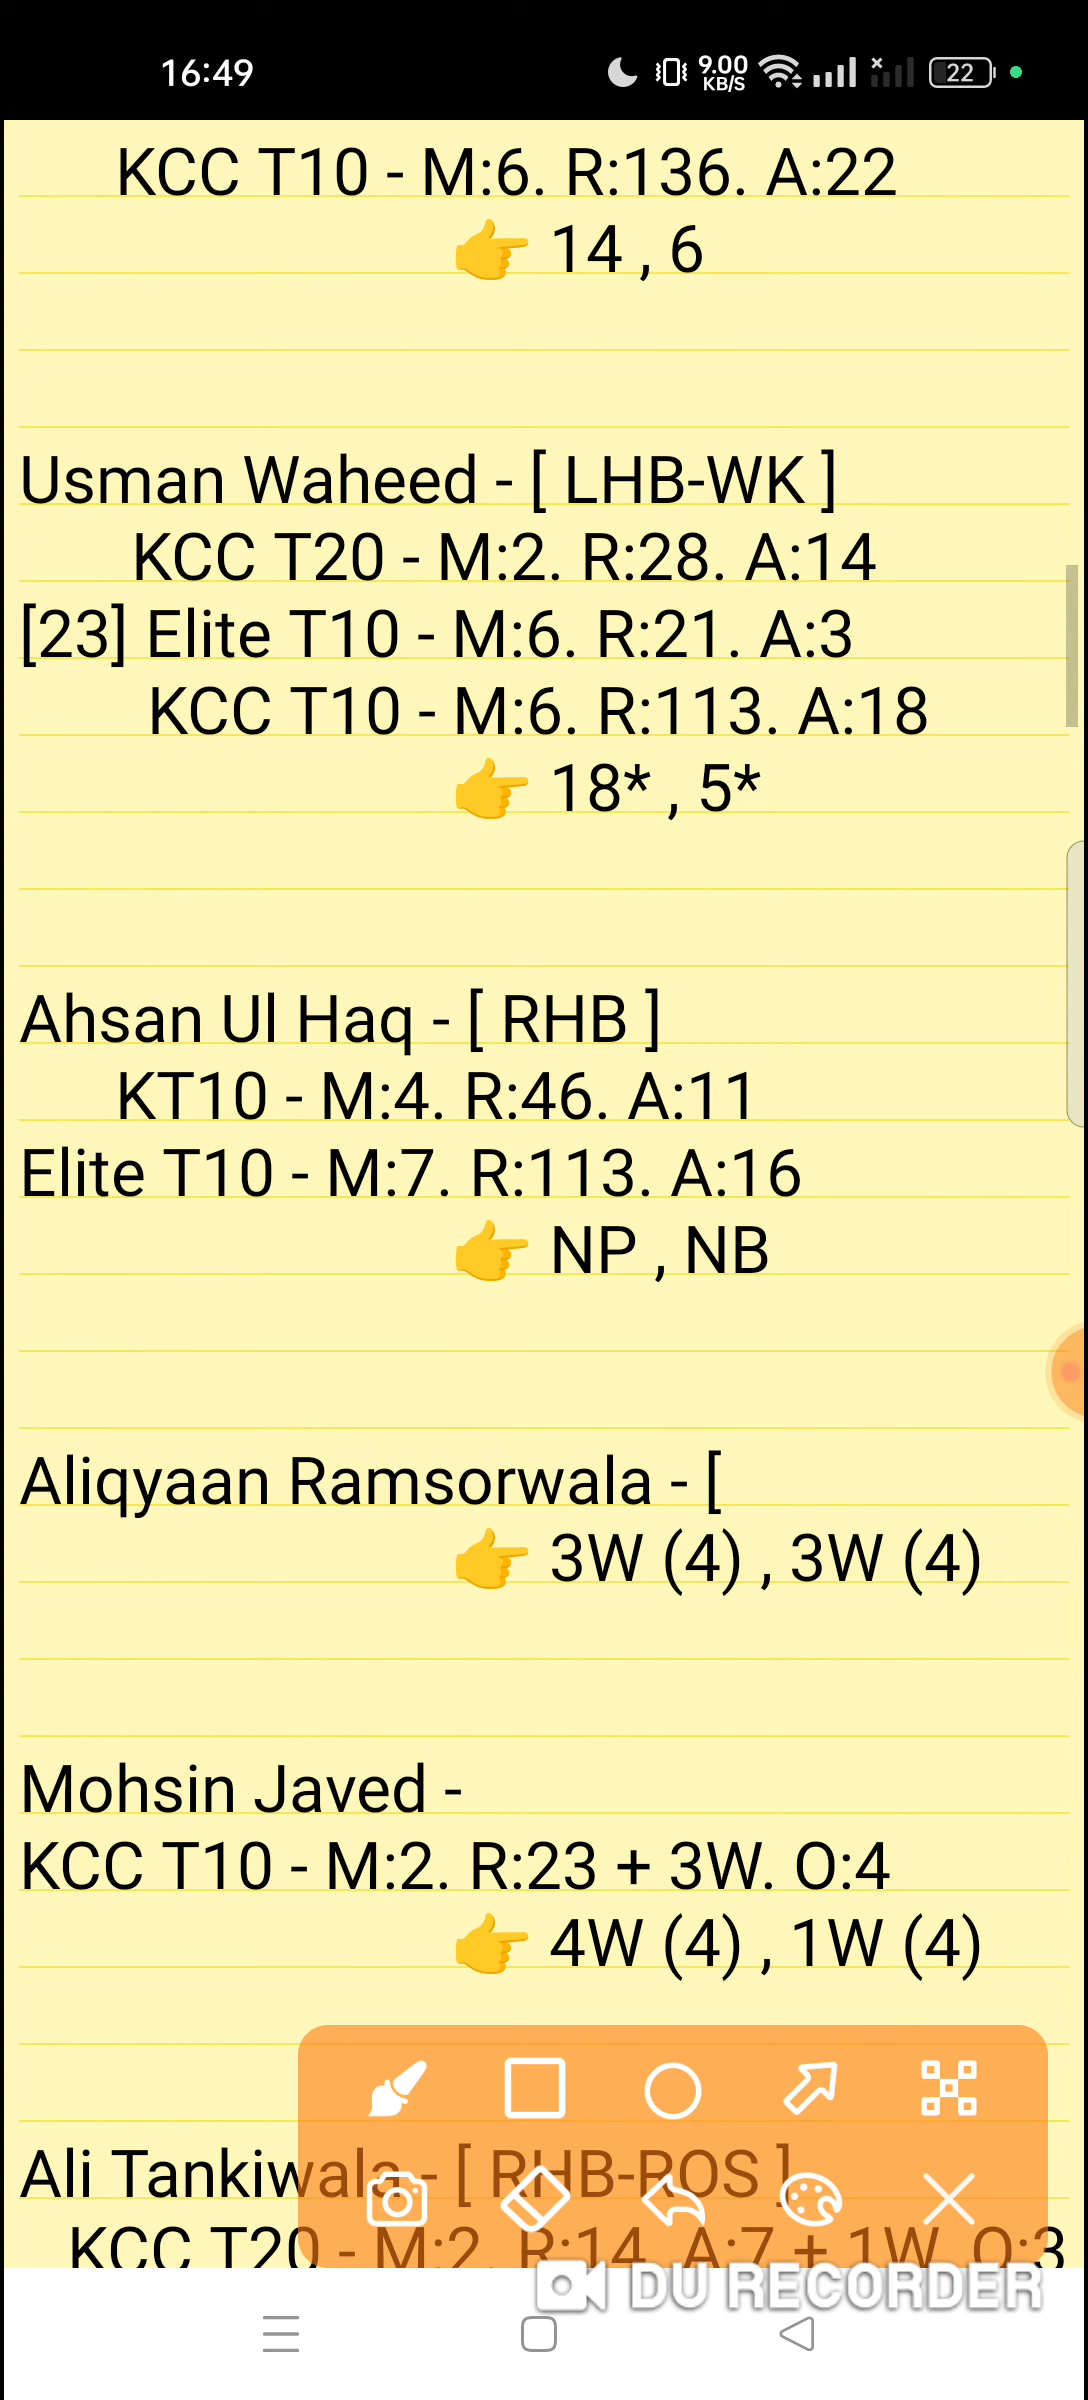 16:49 9.00 KB/S 22
KCC T10 - M:6. R:136. A:22
👉 14 , 6
Usman Waheed - [ LHB-WK ]
KCC T20 - M:2. R:28. A:14
[23] Elite T10 - M:6. R:21. A:3
KCC T10 - M:6. R:113. A:18
👉 18* , 5*
Ahsan Ul Haq - [ RHB ]
KT10 - M:4. R:46. A:11
Elite T10 - M:7. R:113. A:16
👉 NP , NB
Aliqyaan Ramsorwala - [
👉 3W (4) , 3W (4)
Mohsin Javed -
KCC T10 - M:2. R:23 + 3W. O:4
👉 4W (4) , 1W (4)
Ali Tankiwala - [ RHB-ROS ]
KCC T20 - M:2. R:14. A:7 + 1W. O:3
DU RECORDER